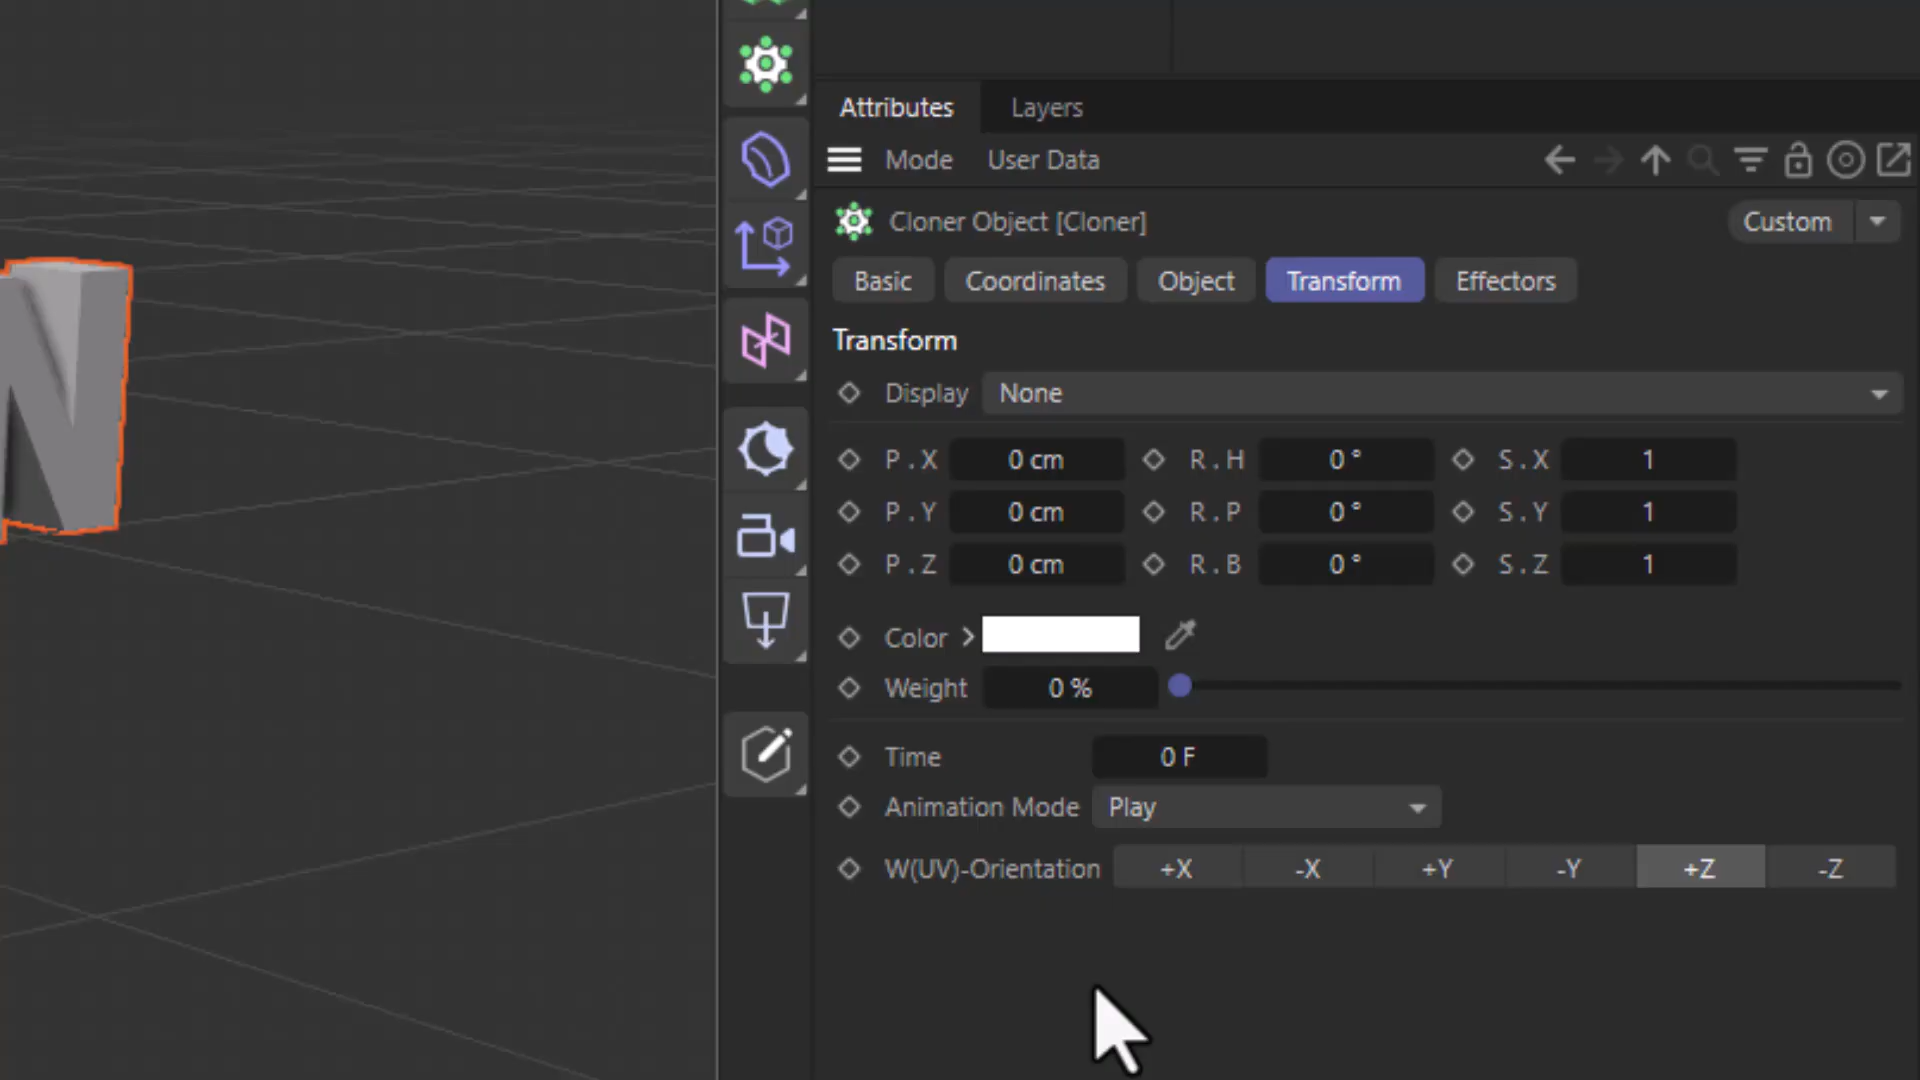 Attributes Layers
Mode User Data
Cloner Object [Cloner] Custom
Basic Coordinates Object Transform Effectors
Transform
Display None
P . X 0 cm R . H 0 ° S . X 1
P . Y 0 cm R . P 0 ° S . Y 1
P . Z 0 cm R . B 0 ° S . Z 1
Color
Weight 0 %
Time 0 F
Animation Mode Play
W(UV)-Orientation +X -X +Y -Y +Z -Z
N